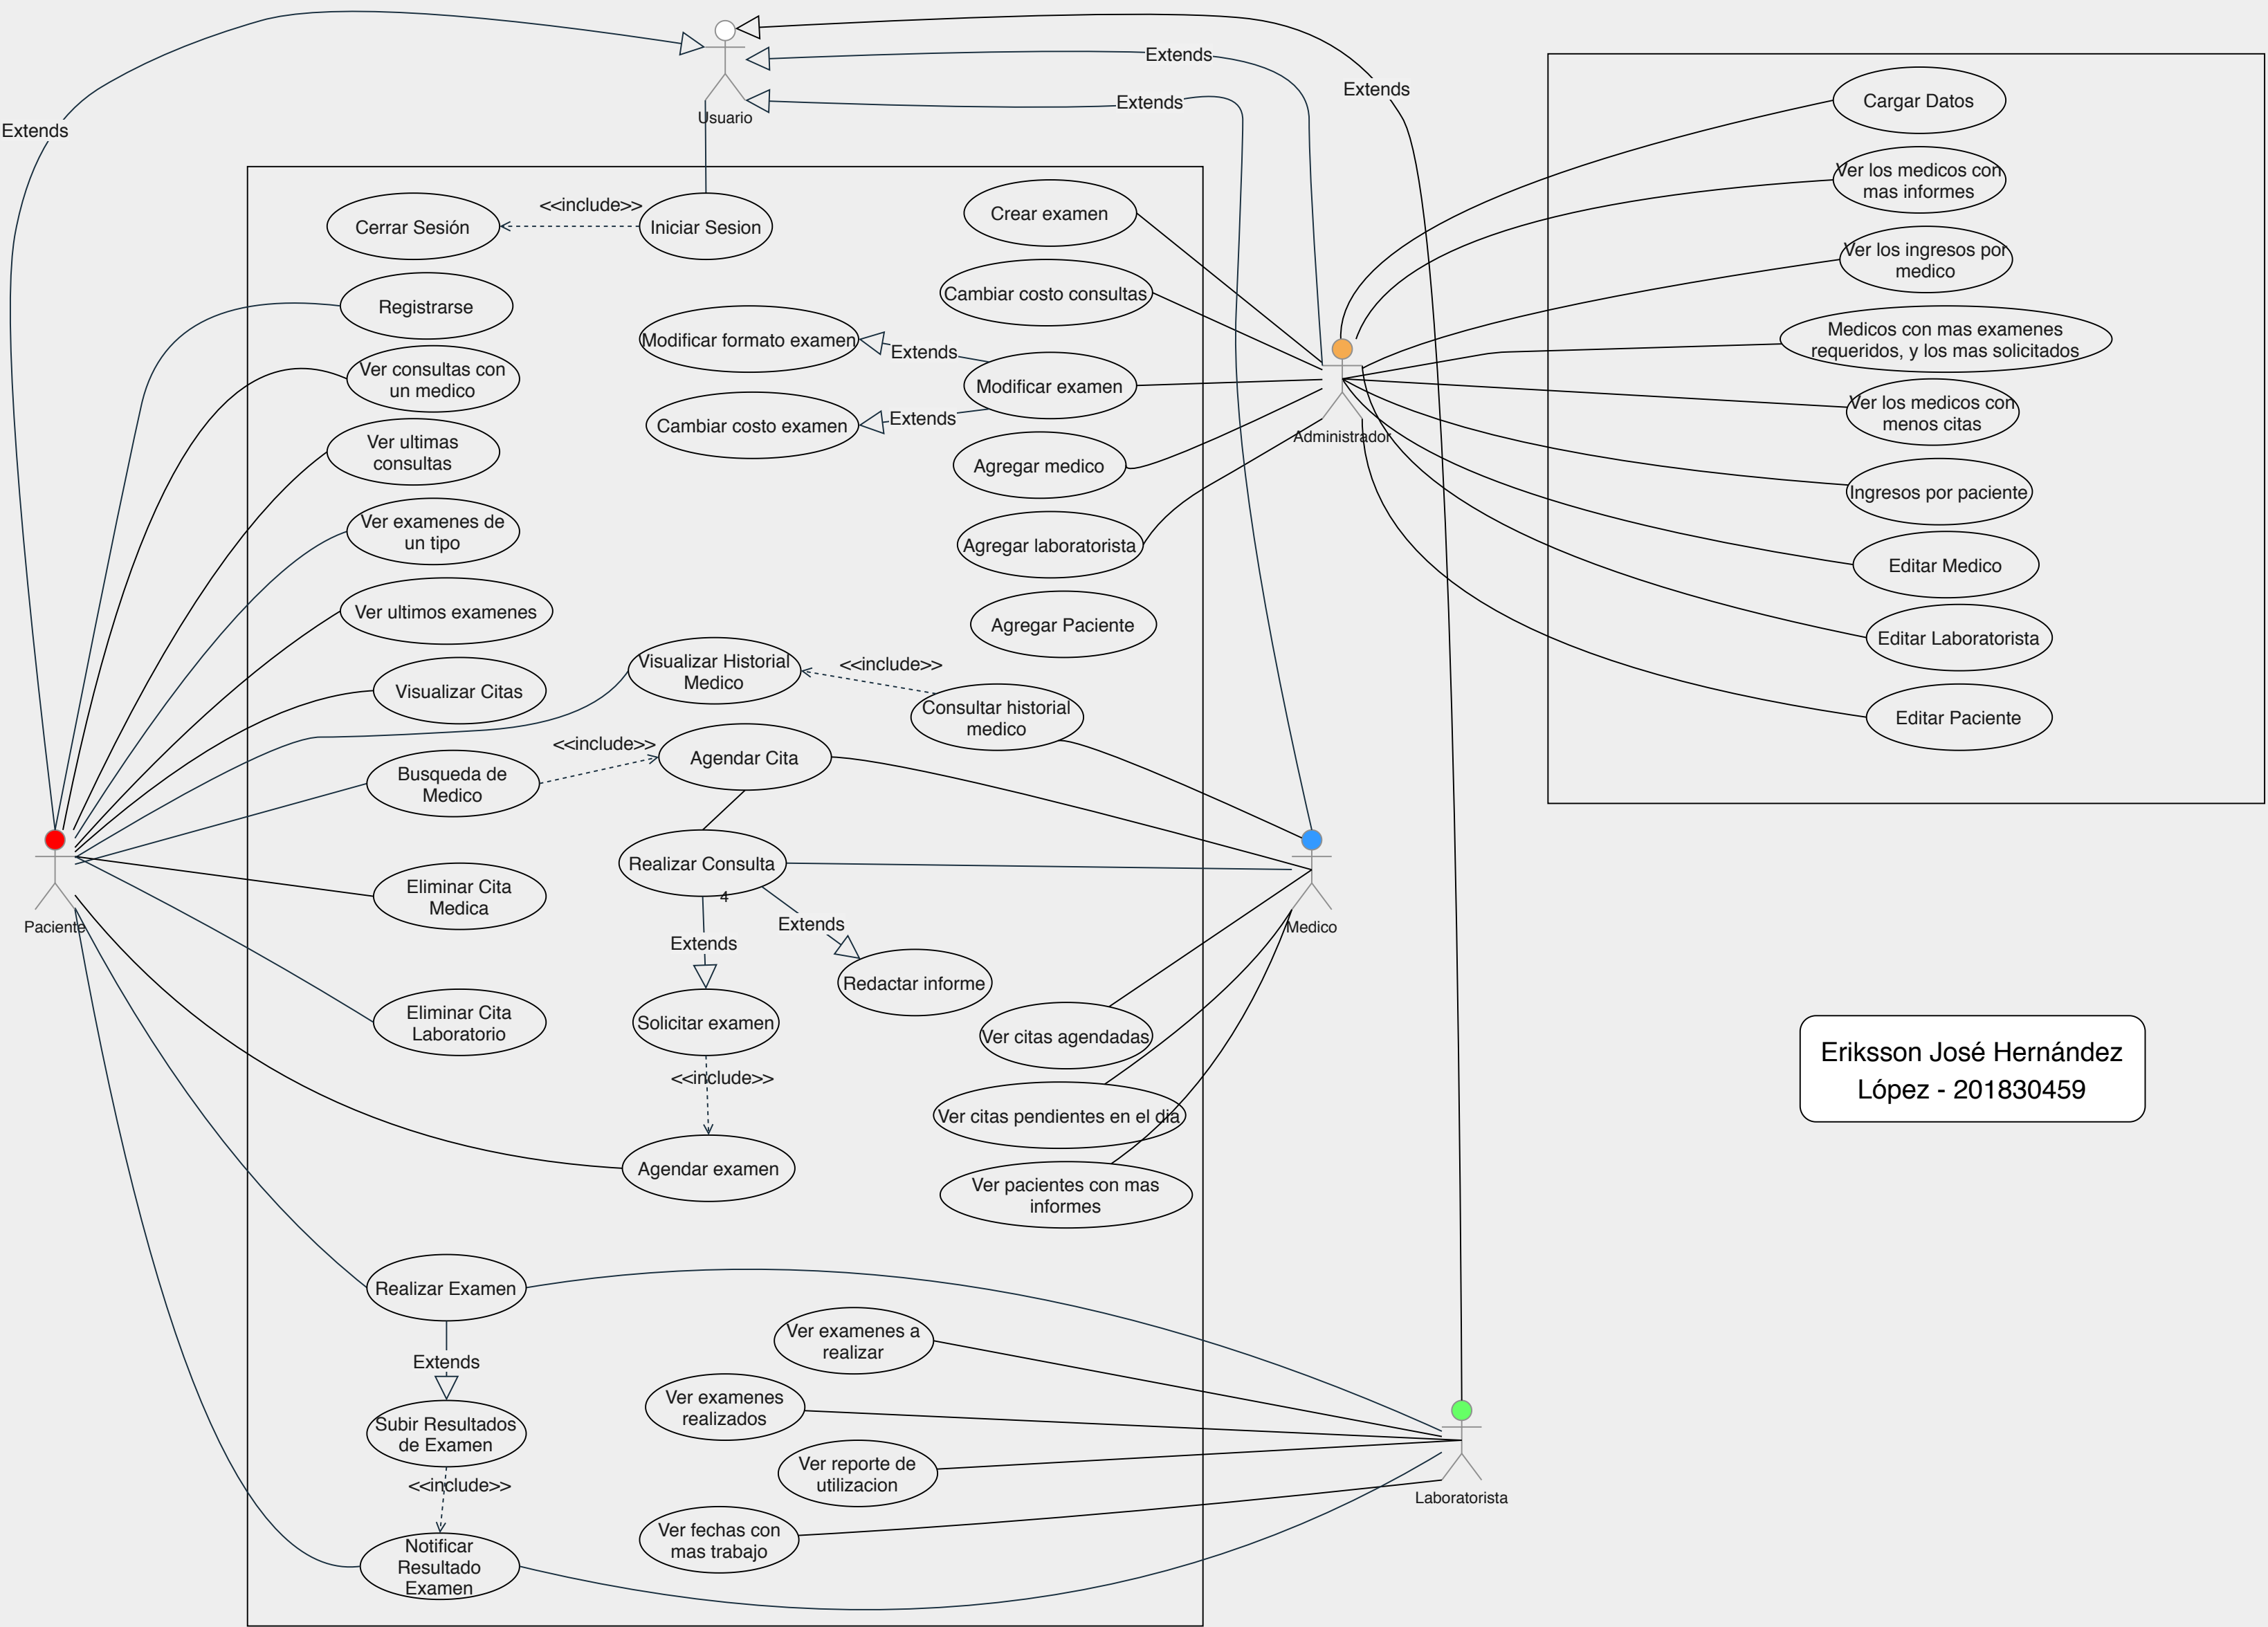 Extends
Usuario
Extends
Extends
Extends
Cargar Datos
Ver los medicos con
mas informes
Ver los ingresos por
medico
Medicos con mas examenes
requeridos, y los mas solicitados
Ver los medicos con
menos citas
Ingresos por paciente
Editar Medico
Editar Laboratorista
Editar Paciente
Administrador
Cerrar Sesión
<<include>>
Iniciar Sesion
Crear examen
Registrarse
Cambiar costo consultas
Modificar formato examen
Extends
Ver consultas con
un medico
Modificar examen
Cambiar costo examen
Extends
Ver ultimas
consultas
Agregar medico
Ver examenes de
un tipo
Agregar laboratorista
Ver ultimos examenes
Agregar Paciente
Visualizar Historial
Medico
<<include>>
Visualizar Citas
Consultar historial
medico
<<include>>
Agendar Cita
Busqueda de
Medico
Realizar Consulta
4
Paciente
Eliminar Cita
Medica
Medico
Extends
Extends
Redactar informe
Eliminar Cita
Laboratorio
Solicitar examen
Ver citas agendadas
<<include>>
Ver citas pendientes en el dia
Agendar examen
Ver pacientes con mas
informes
Eriksson José Hernández
López - 201830459
Realizar Examen
Ver examenes a
realizar
Extends
Ver examenes
realizados
Subir Resultados
de Examen
Ver reporte de
utilizacion
<<include>>
Laboratorista
Ver fechas con
mas trabajo
Notificar
Resultado
Examen